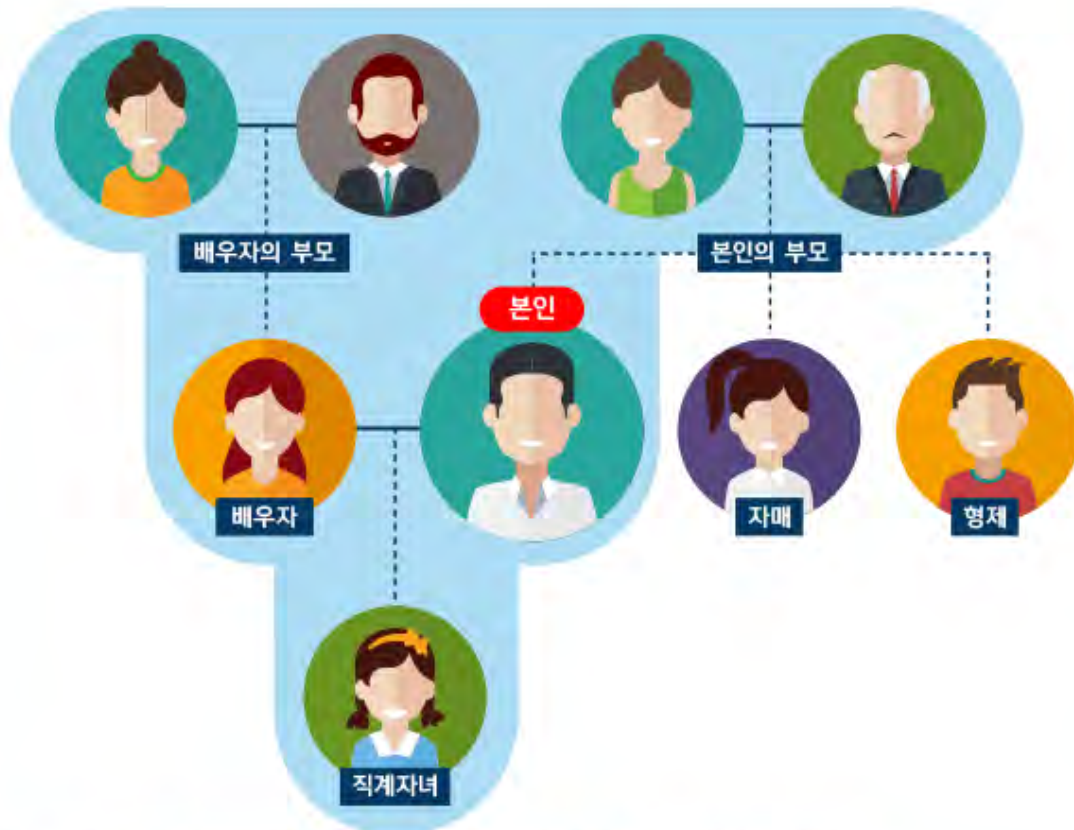 배우자의 부모
본인의 부모
본인
배우자
자매
형제
직계자녀